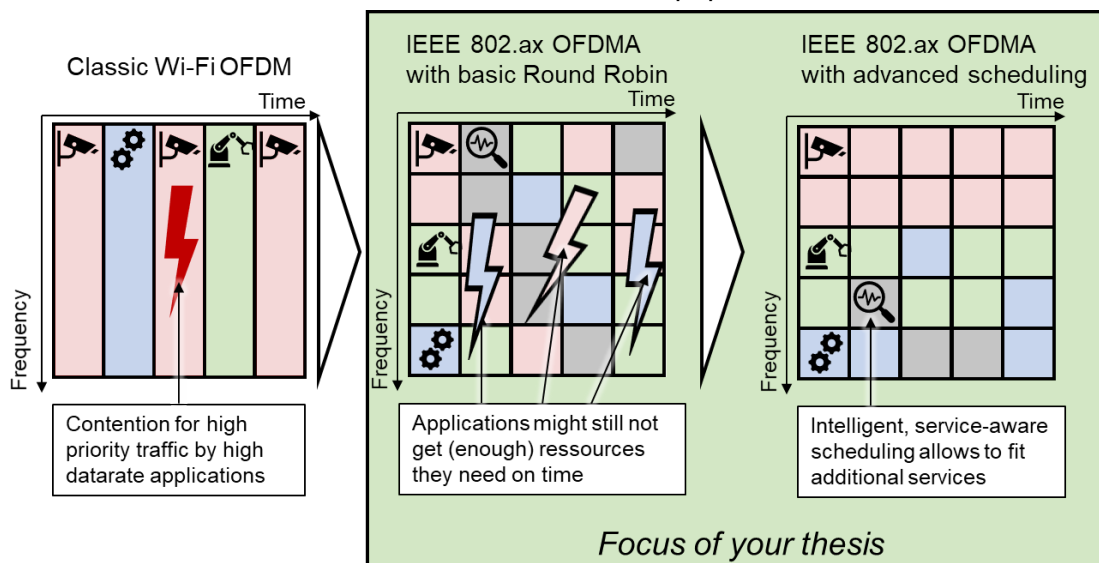 Classic Wi-Fi OFDM
Time
Frequency
Contention for high
priority traffic by high
datarate applications
IEEE 802.ax OFDMA
with basic Round Robin
Time
Frequency
Applications might still not
get (enough) ressources
they need on time
IEEE 802.ax OFDMA
with advanced scheduling
Time
Frequency
Intelligent, service-aware
scheduling allows to fit
additional services
Focus of your thesis